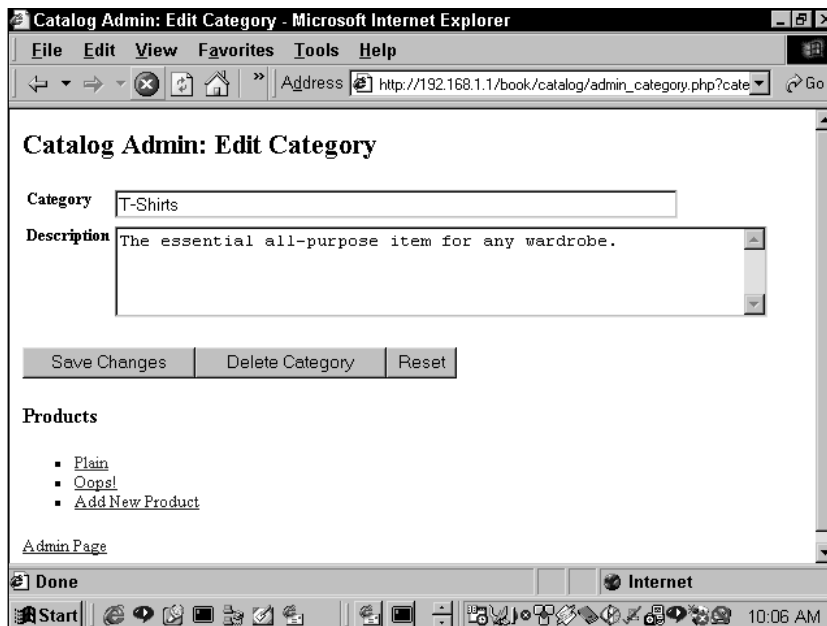 Catalog Admin: Edit Category - Microsoft Internet Explorer
File Edit View Favorites Tools Help
» Address http://192.168.1.1/book/catalog/admin_category.php?cate Go
Catalog Admin: Edit Category
Category T-Shirts
Description The essential all-purpose item for any wardrobe.
Save Changes Delete Category Reset
Products
Plain
Oops!
Add New Product
Admin Page
Done Internet
Start 10:06 AM